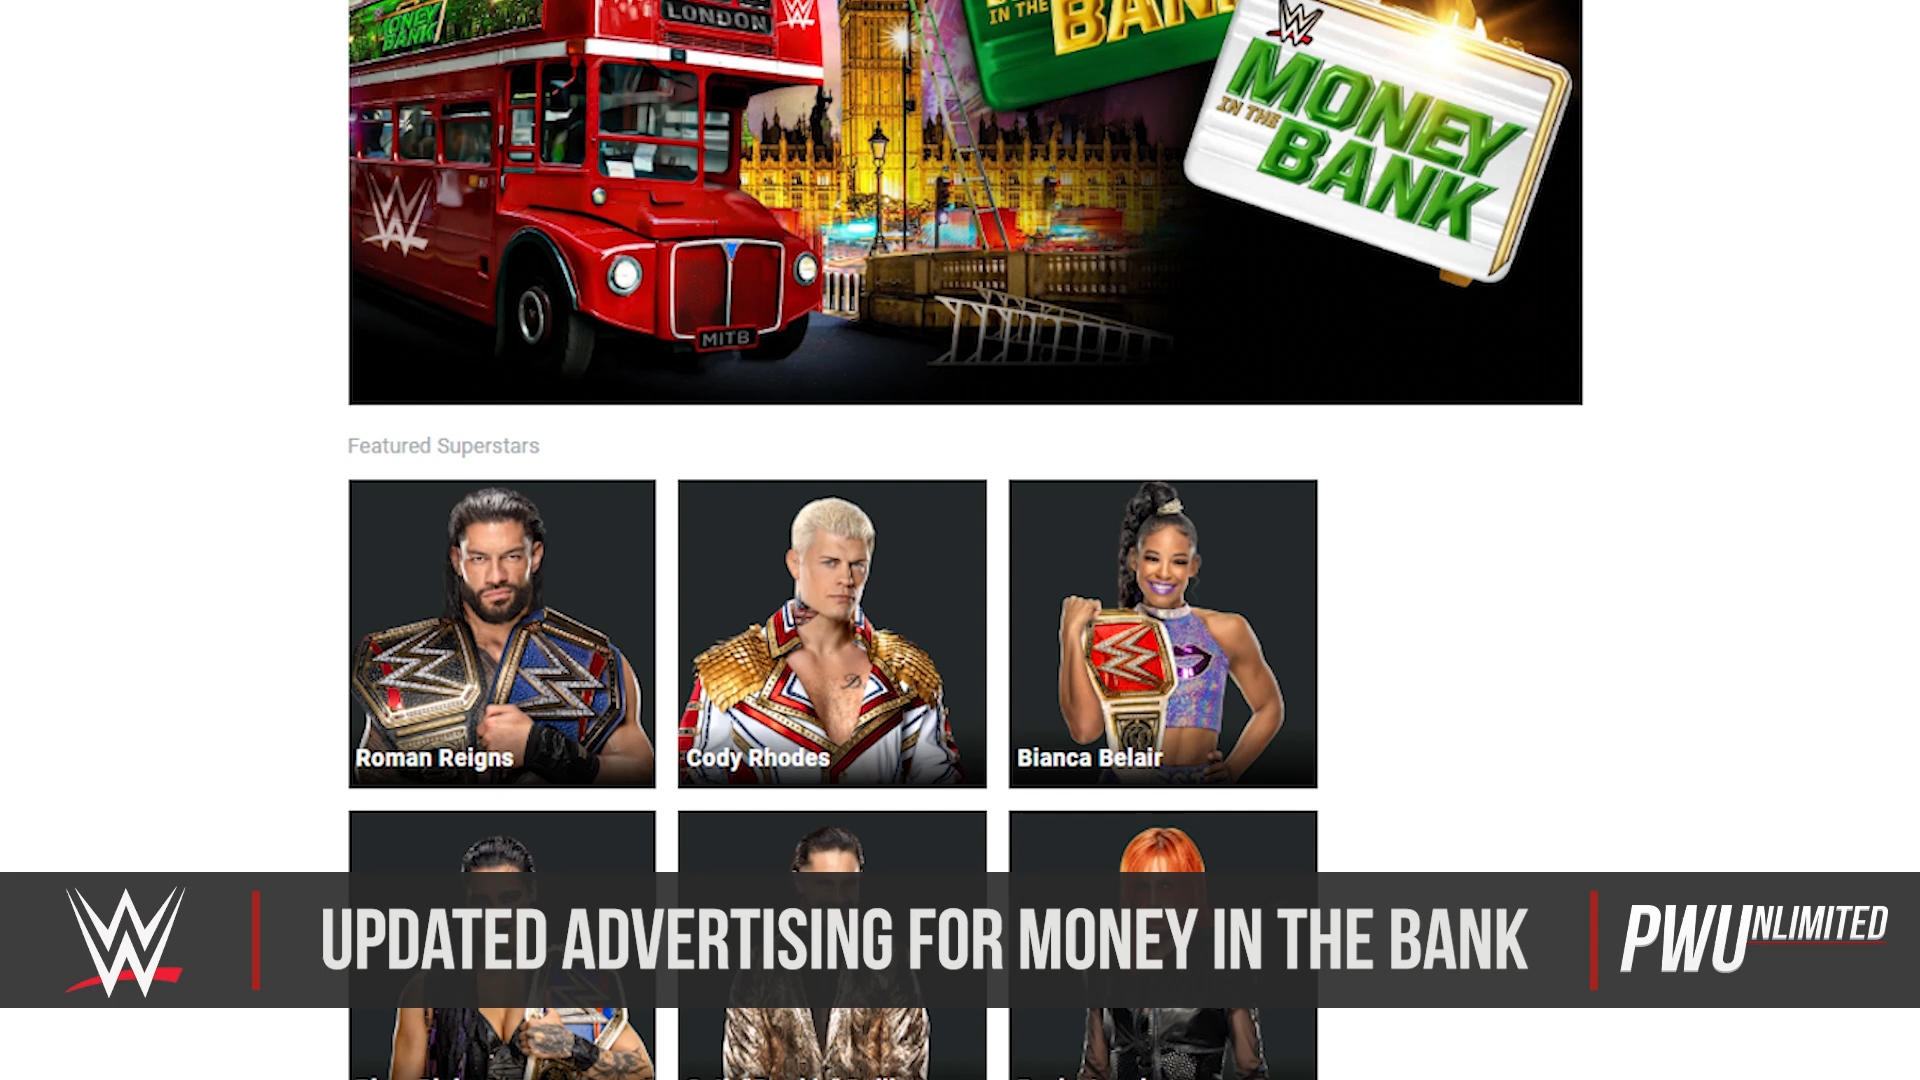 MONEY
BANK
LONDON
IN THE
BANK
MONEY
IN THE
BANK
MITB
Featured Superstars
Roman Reigns
Cody Rhodes
Bianca Belair
UPDATED ADVERTISING FOR MONEY IN THE BANK
PWUNLIMITED